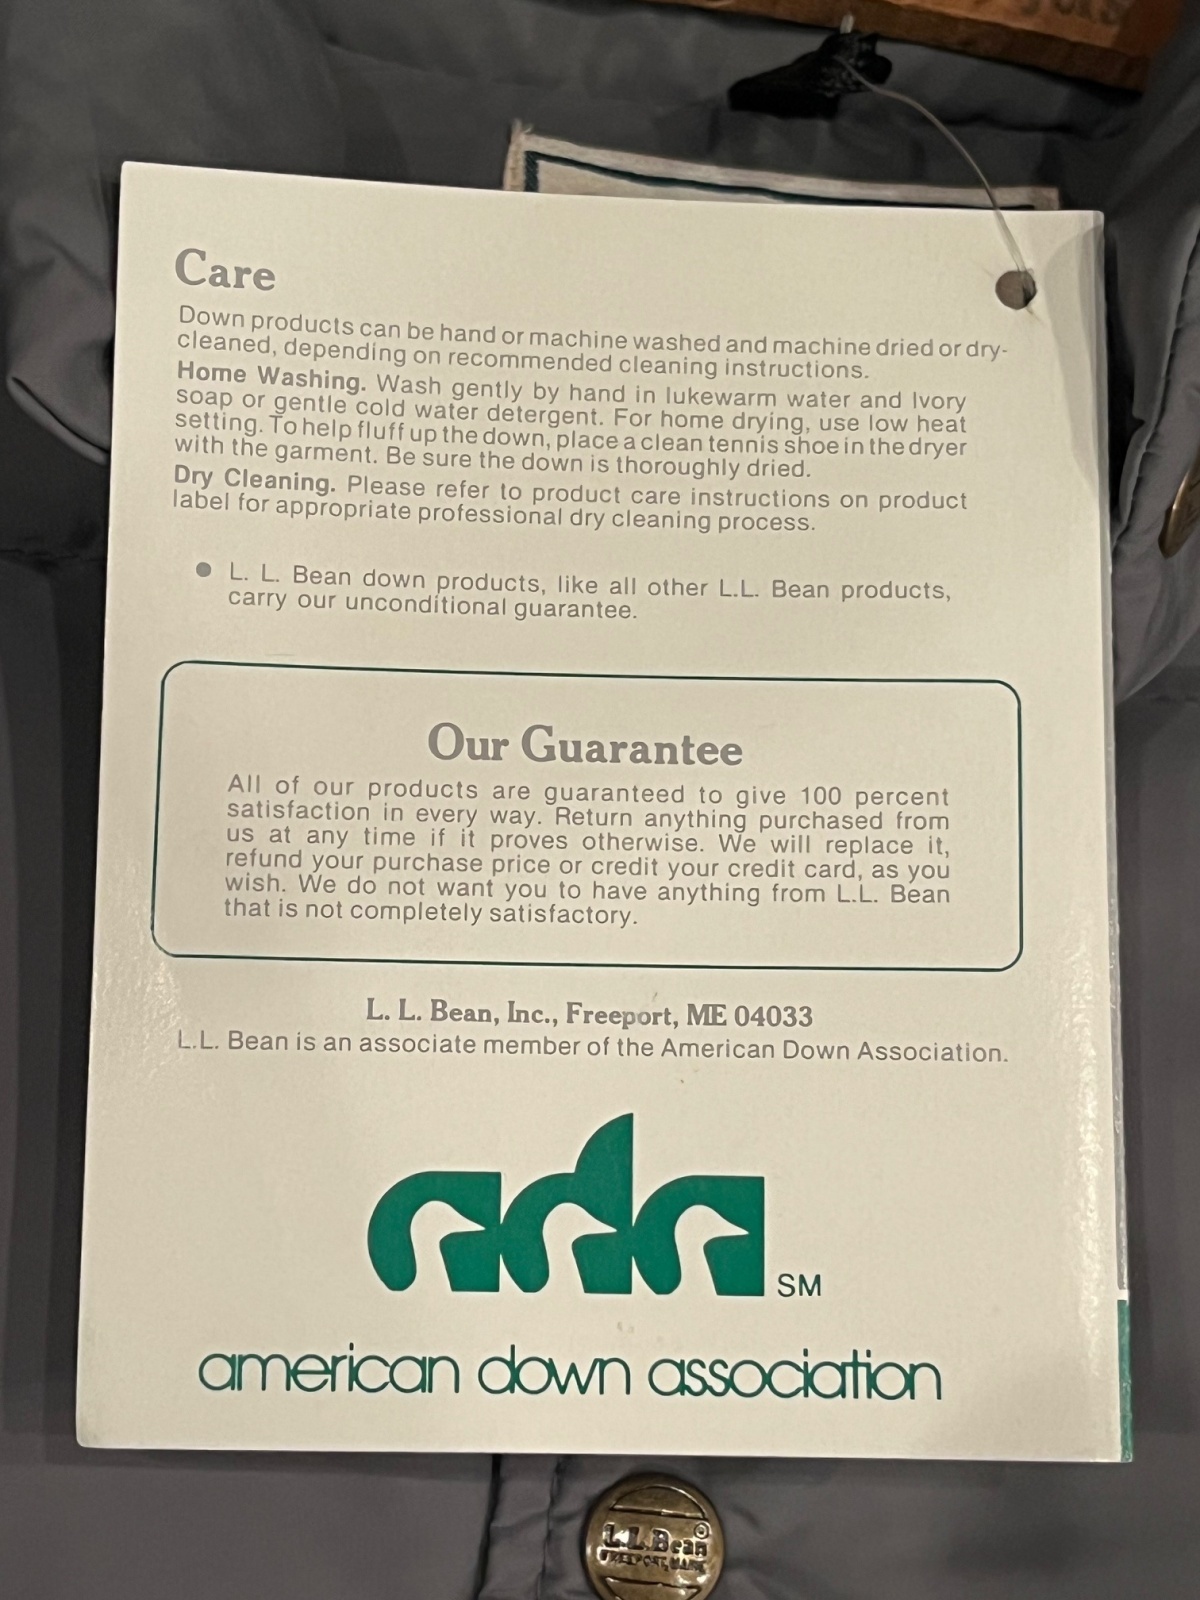 Care
Down products can be hand or machine washed and machine dried or dry-
cleaned, depending on recommended cleaning instructions.
Home Washing. Wash gently by hand in lukewarm water and Ivory
soap or gentle cold water detergent. For home drying, use low heat
setting. To help fluff up the down, place a clean tennis shoe in the dryer
with the garment. Be sure the down is thoroughly dried.
Dry Cleaning. Please refer to product care instructions on product
label for appropriate professional dry cleaning process.
● L. L. Bean down products, like all other L.L. Bean products,
carry our unconditional guarantee.
Our Guarantee
All of our products are guaranteed to give 100 percent
satisfaction in every way. Return anything purchased from
us at any time if it proves otherwise. We will replace it,
refund your purchase price or credit your credit card, as you
wish. We do not want you to have anything from L.L. Bean
that is not completely satisfactory.
L. L. Bean, Inc., Freeport, ME 04033
L.L. Bean is an associate member of the American Down Association.
ada SM
american down association
L.L.Bean®
FREEPORT, MAINE